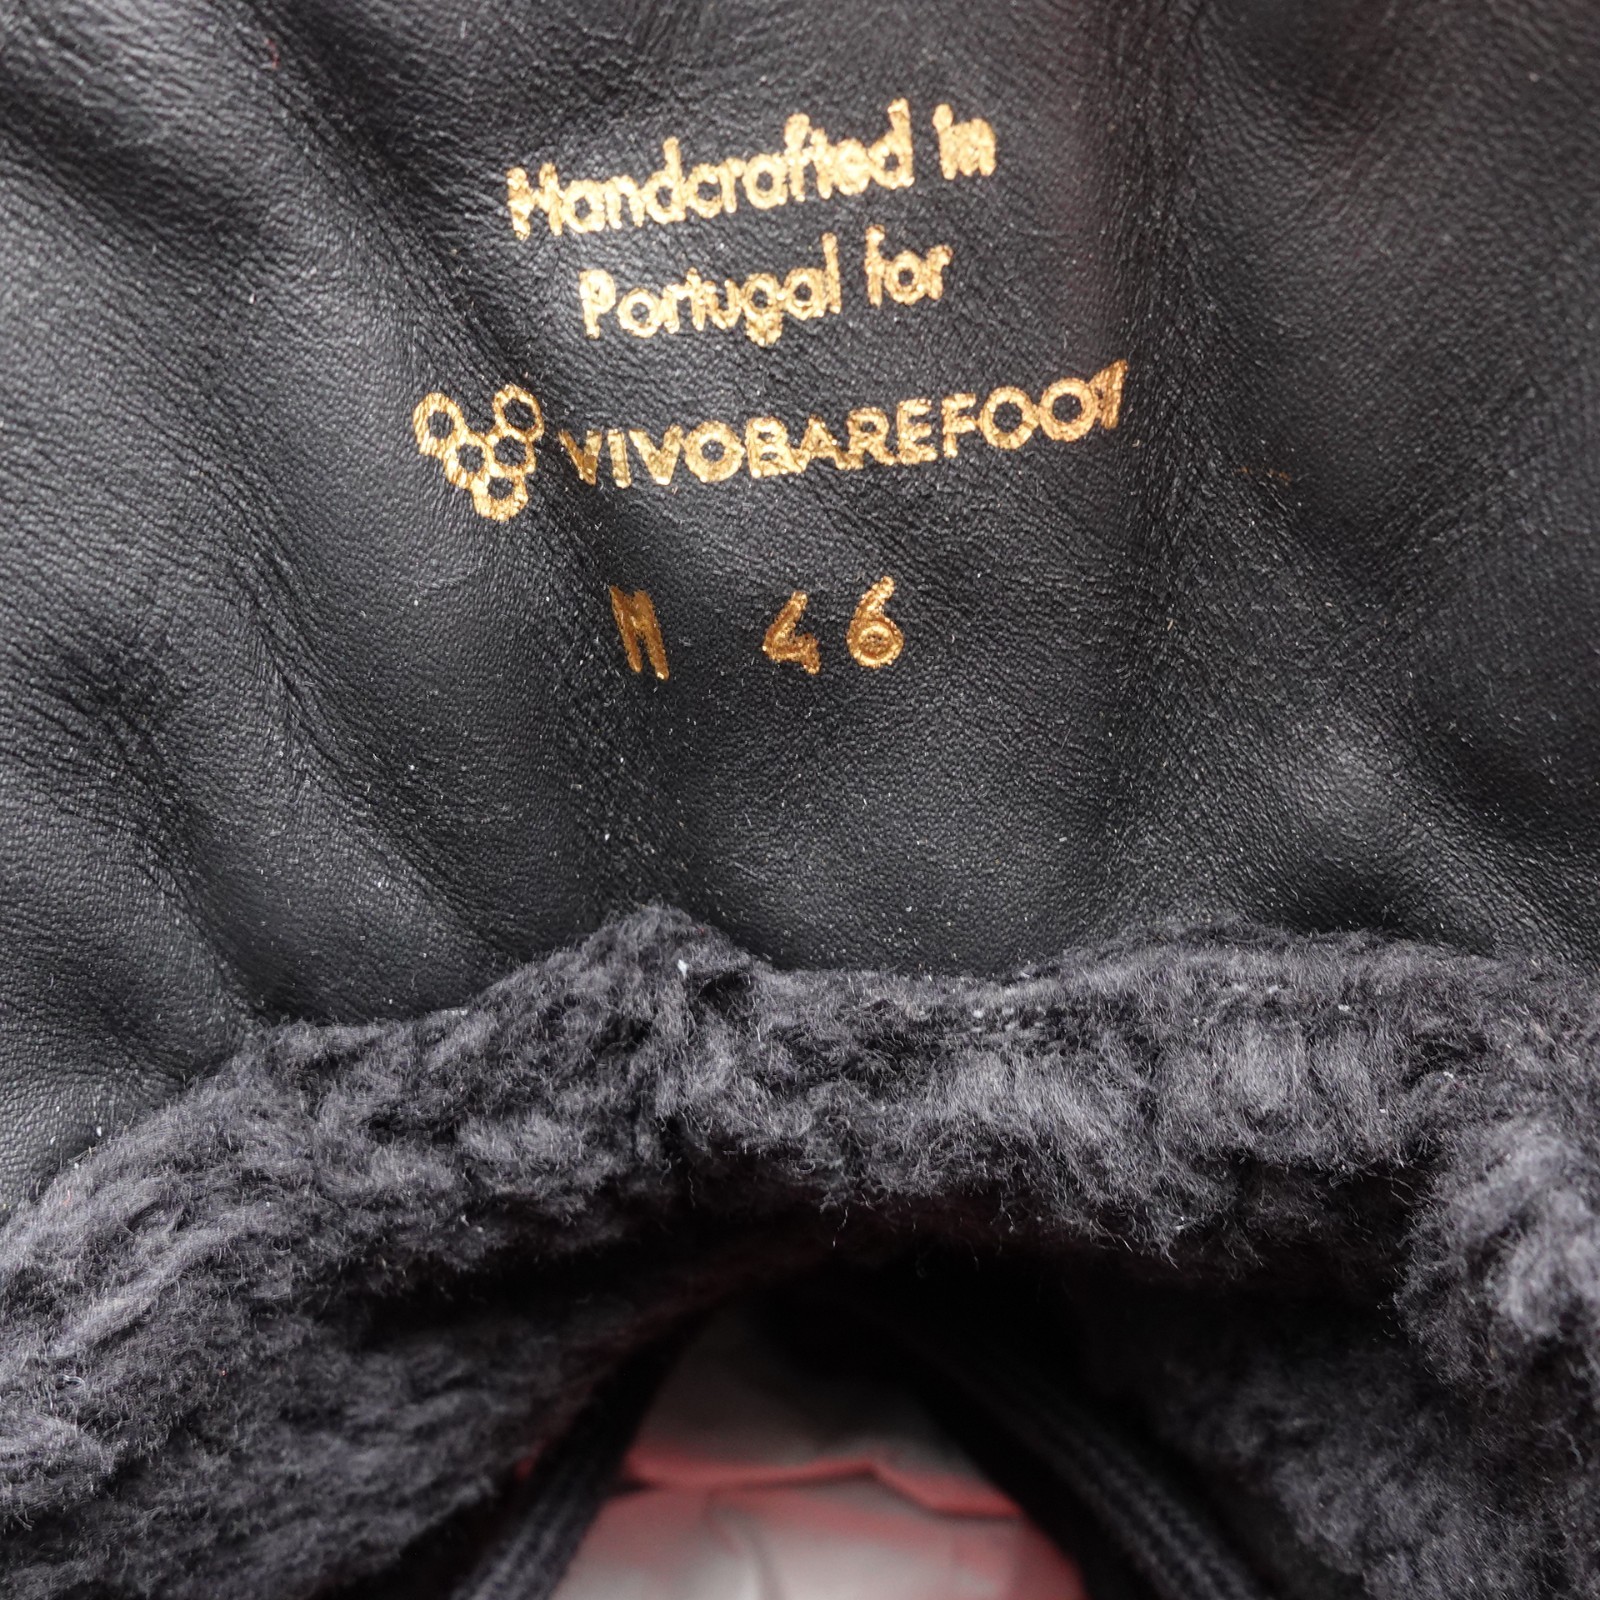 Handcrafted in
Portugal for
VIVOBAREFOOT
M 46